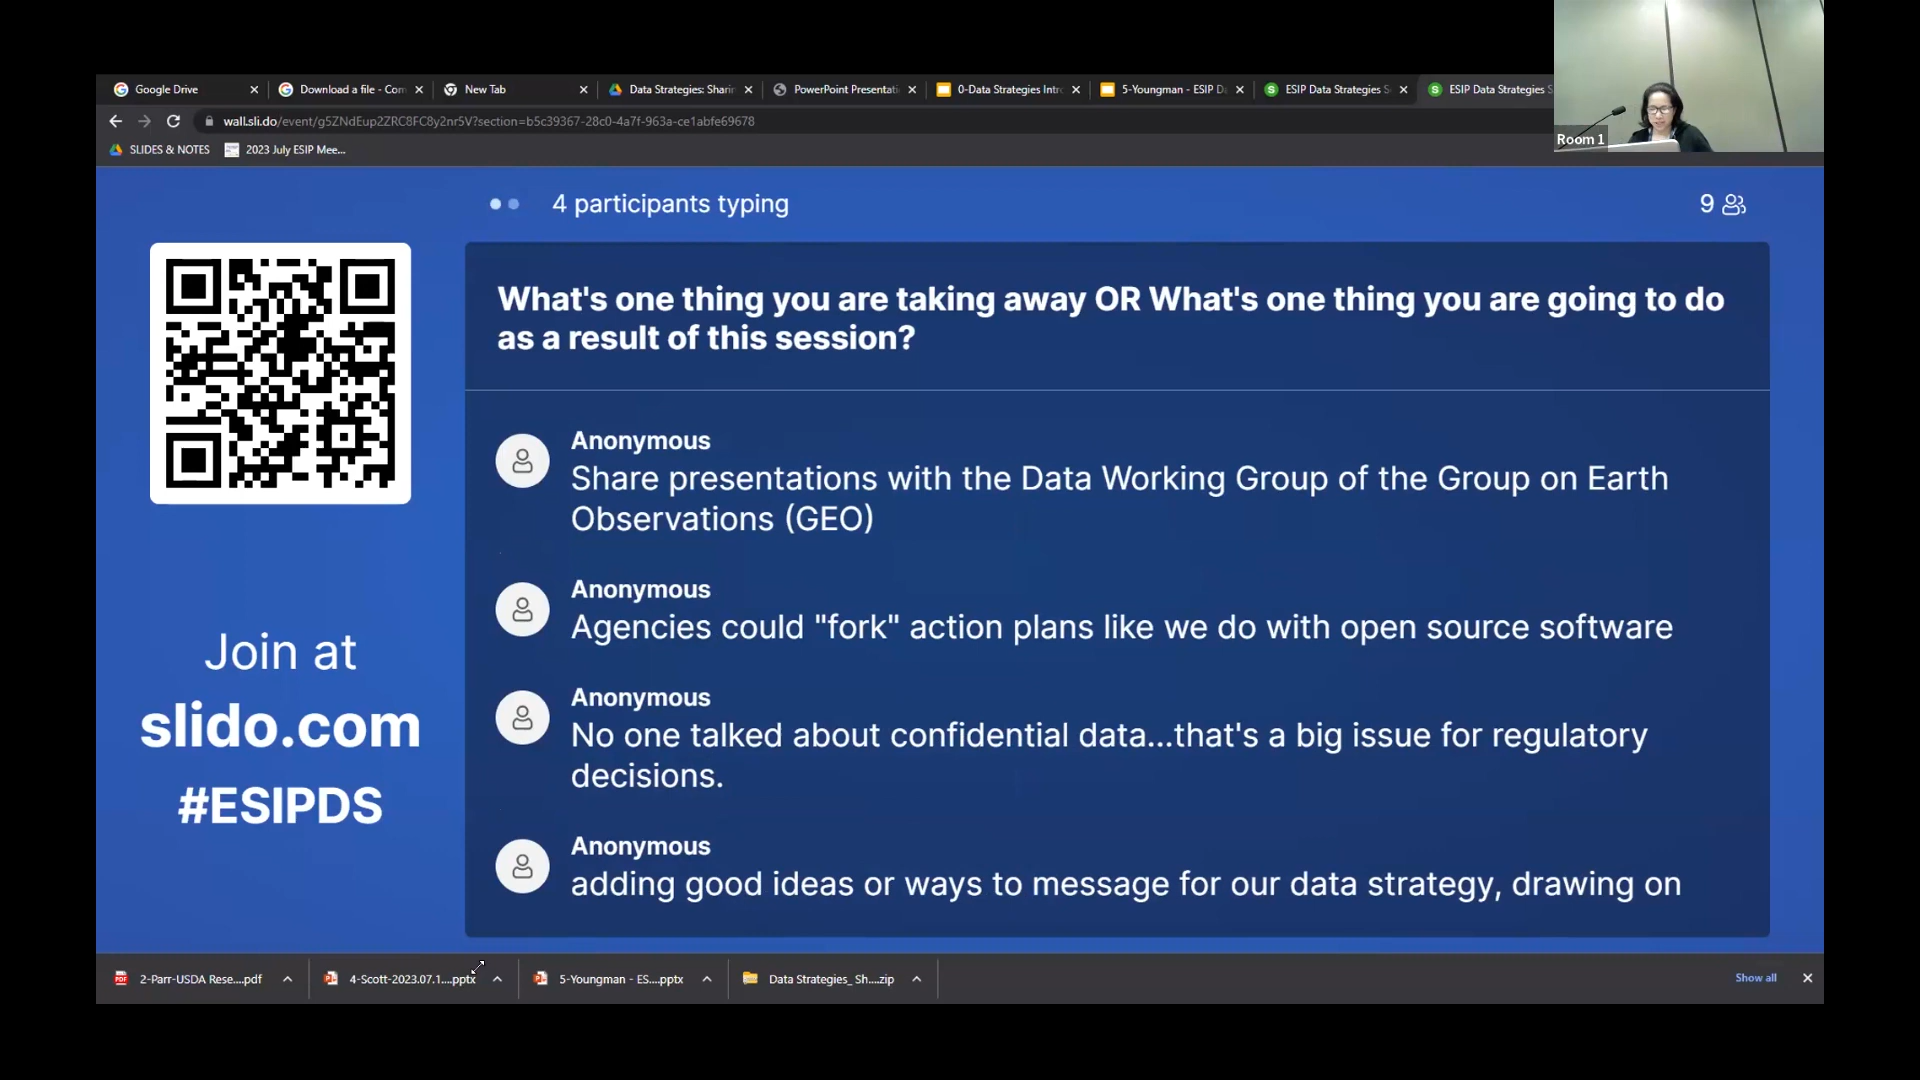 Google Drive
Download a file - Com
New Tab
Data Strategies: Sharin
PowerPoint Presentati
0-Data Strategies Intr
5-Youngman - ESIP D
ESIP Data Strategies S
ESIP Data Strategies S
wall.sli.do/event/g5ZNdEup2ZRC8FC8y2nr5V?section=b5c39367-28c0-4a7f-963a-ce1abfe69678
SLIDES & NOTES
2023 July ESIP Mee...
Room 1
4 participants typing
9
What's one thing you are taking away OR What's one thing you are going to do
as a result of this session?
Anonymous
Share presentations with the Data Working Group of the Group on Earth
Observations (GEO)
Anonymous
Agencies could "fork" action plans like we do with open source software
Anonymous
No one talked about confidential data...that's a big issue for regulatory
decisions.
Anonymous
adding good ideas or ways to message for our data strategy, drawing on
Join at
slido.com
#ESIPDS
2-Parr-USDA Rese....pdf
4-Scott-2023.07.1....pptx
5-Youngman - ES....pptx
Data Strategies_ Sh....zip
Show all